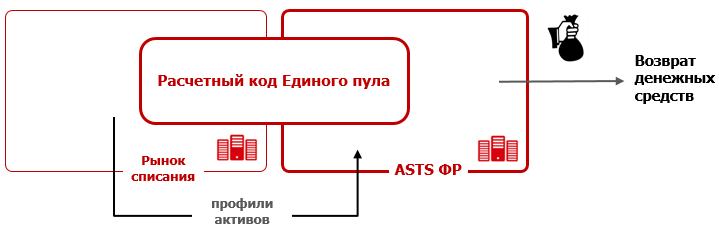 Расчетный код Единого пула
Возврат
денежных
средств
Рынок
списания
ASTS ФР
профили
активов